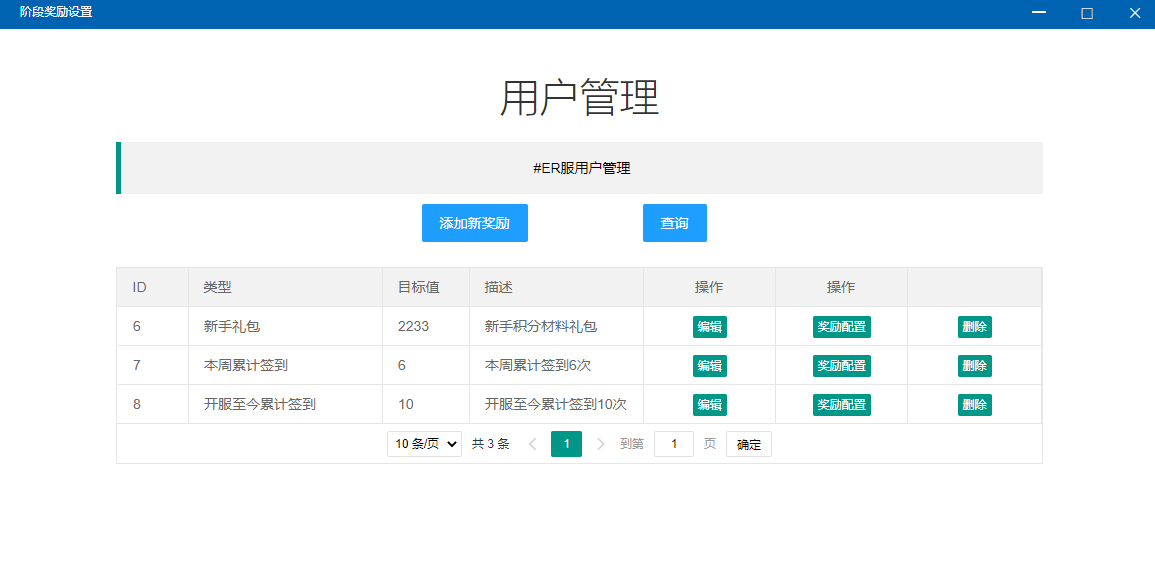 阶段奖励设置
用户管理
#ER服用户管理
添加新奖励 查询
ID 类型 目标值 描述 操作 操作
6 新手礼包 2233 新手积分材料礼包 编辑 奖励配置 删除
7 本周累计签到 6 本周累计签到6次 编辑 奖励配置 删除
8 开服至今累计签到 10 开服至今累计签到10次 编辑 奖励配置 删除
10 条/页 共 3 条 1 到第 1 页 确定